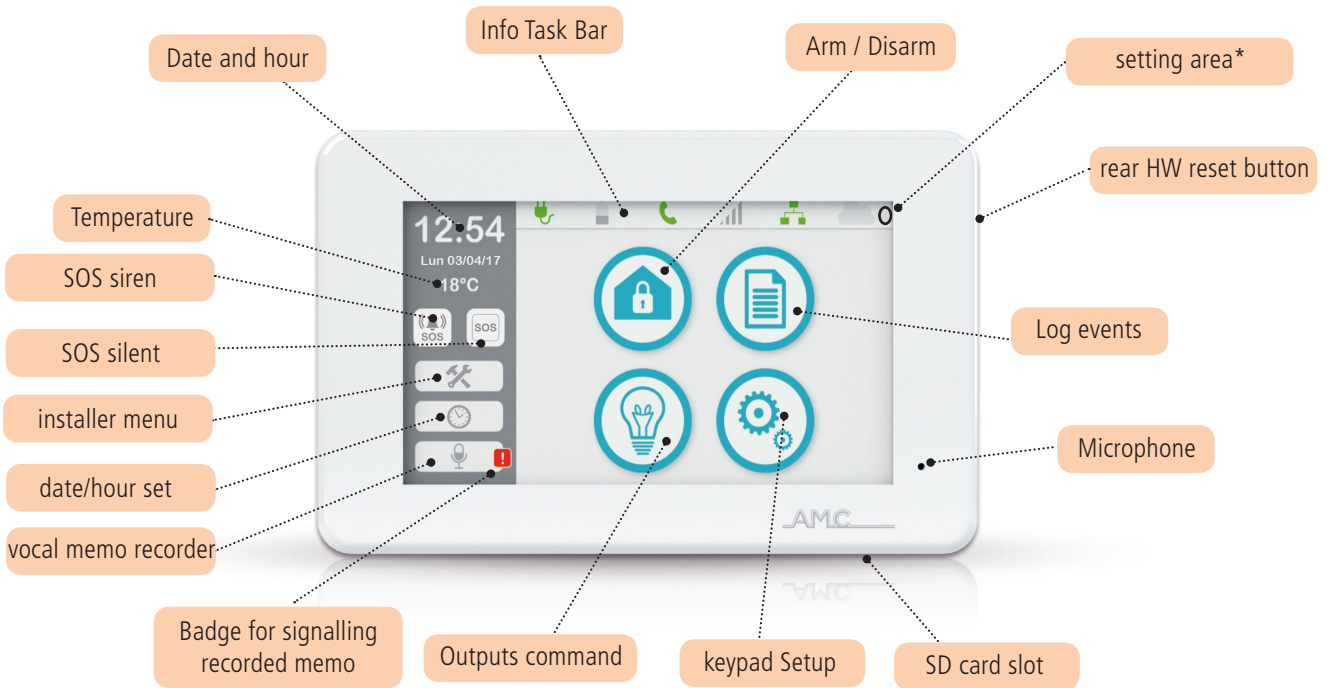 Info Task Bar
Date and hour
Arm / Disarm
setting area*
rear HW reset button
Temperature
SOS siren
SOS silent
installer menu
date/hour set
vocal memo recorder
12.54
Lun 03/04/17
18°C
SOS
SOS
!
Log events
Microphone
AMC
Badge for signalling
recorded memo
Outputs command
keypad Setup
SD card slot